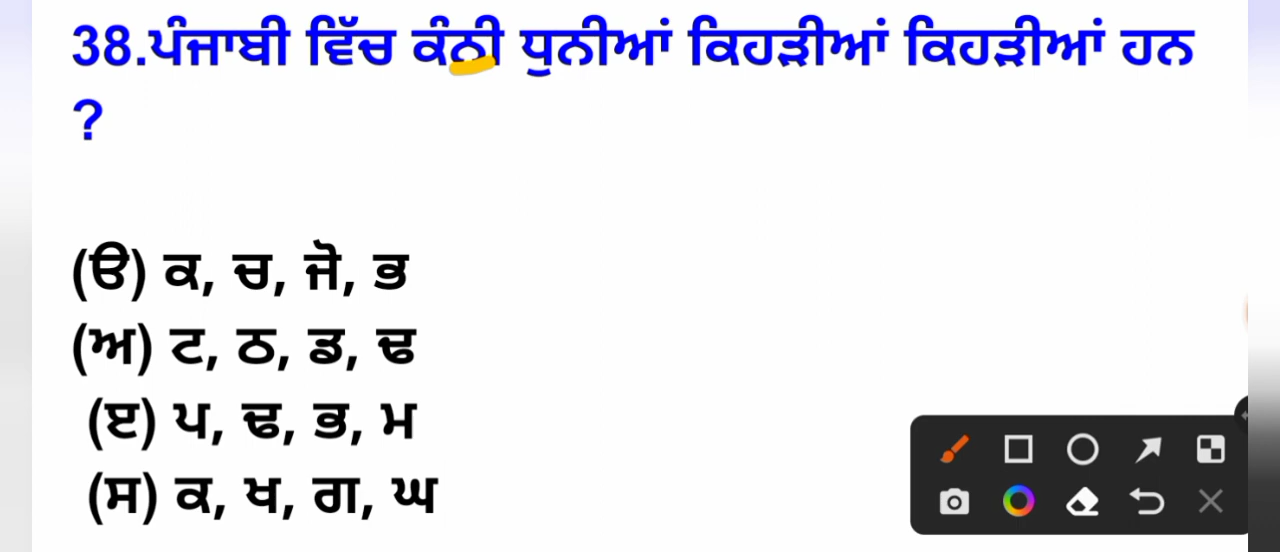 38.ਪੰਜਾਬੀ ਵਿੱਚ ਕੰਨੀ ਧੁਨੀਆਂ ਕਿਹੜੀਆਂ ਕਿਹੜੀਆਂ ਹਨ
?
(ੳ) ਕ, ਚ, ਜੋ, ਭ
(ਅ) ਟ, ਠ, ਡ, ਢ
(ੲ) ਪ, ਢ, ਭ, ਮ
(ਸ) ਕ, ਖ, ਗ, ਘ